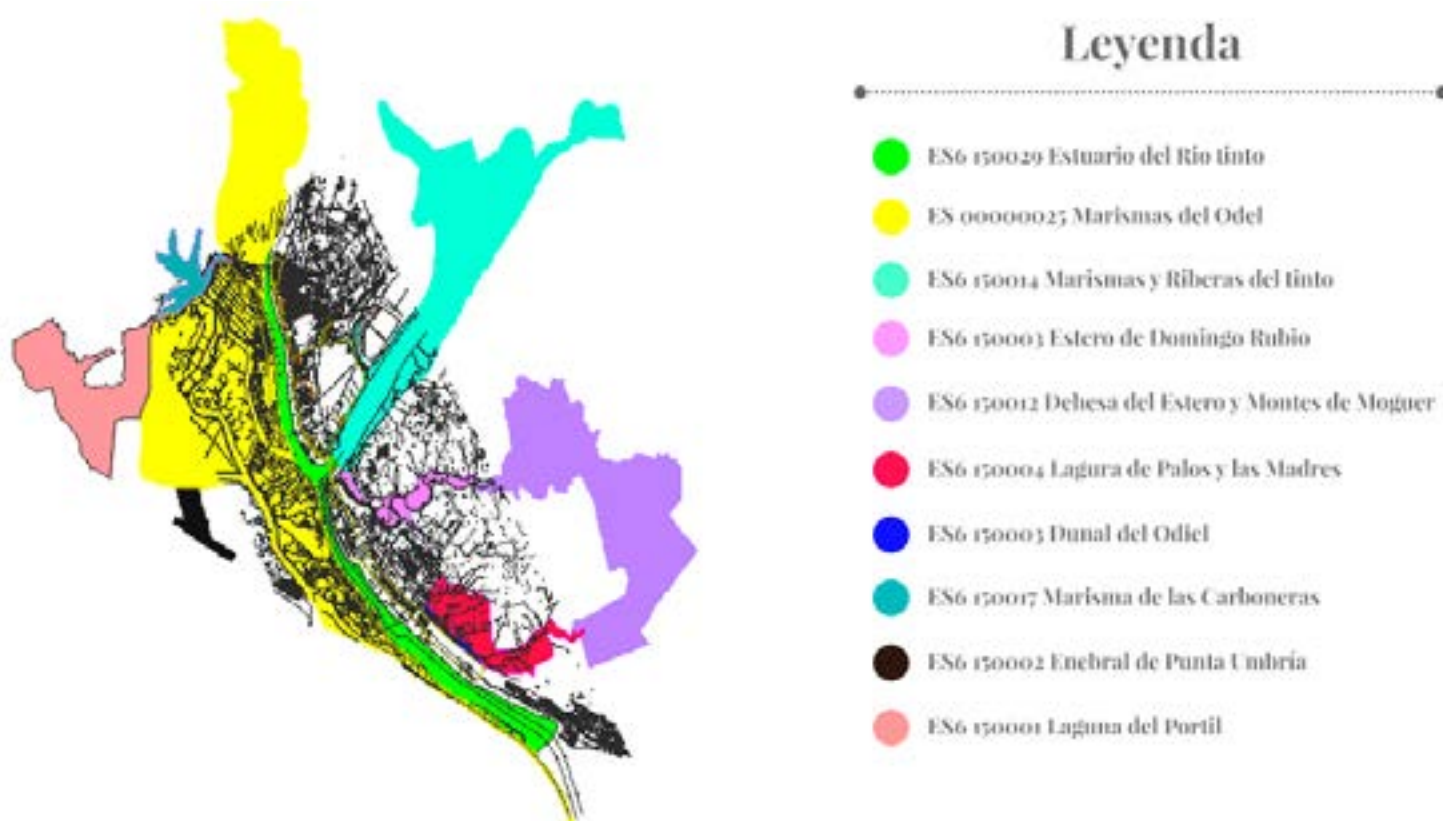 Leyenda
ES6 150029 Estuario del Rio tinto
ES 00000025 Marismas del Odel
ES6 150014 Marismas y Riberas del tinto
ES6 150003 Estero de Domingo Rubio
ES6 150012 Dehesa del Estero y Montes de Moguer
ES6 150004 Lagura de Palos y las Madres
ES6 150003 Dunal del Odiel
ES6 150017 Marisma de las Carboneras
ES6 150002 Enebral de Punta Umbría
ES6 150001 Laguna del Portil